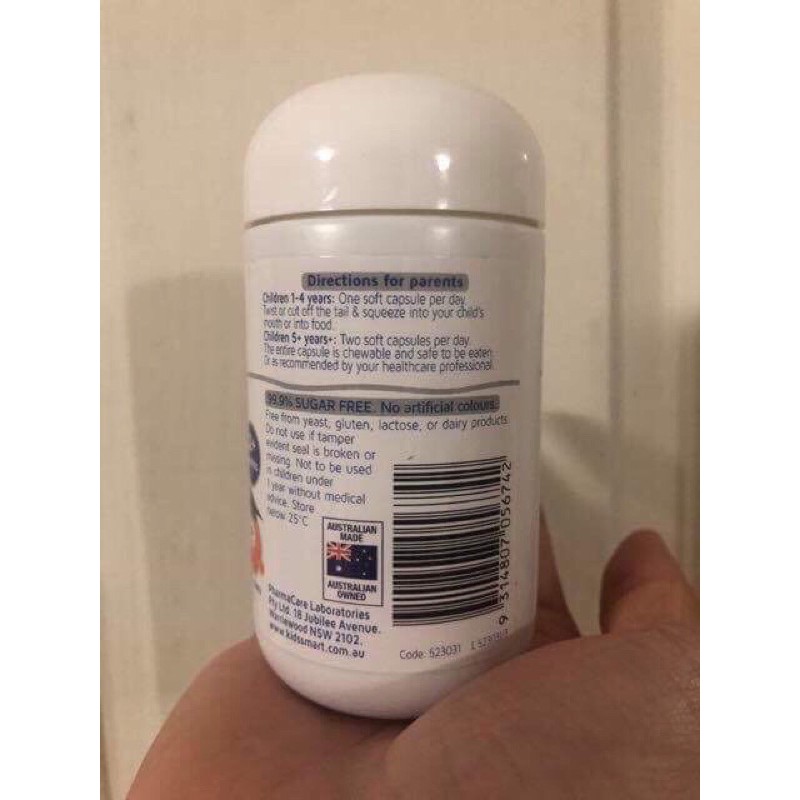 Directions for parents
Children 1-4 years: One soft capsule per day.
Twist or cut off the tail & squeeze into your child's
mouth or into food.
Children 5+ years+: Two soft capsules per day.
The entire capsule is chewable and safe to be eaten.
Or as recommended by your healthcare professional.
99.9% SUGAR FREE. No artificial colours.
Free from yeast, gluten, lactose, or dairy products.
Do not use if tamper
evident seal is broken or
missing. Not to be used
in children under
1 year without medical
advice. Store
below 25°C
AUSTRALIAN
MADE
AUSTRALIAN
OWNED
PharmaCare Laboratories
Pty Ltd. 18 Jubilee Avenue.
Warriewood NSW 2102.
www.kidssmart.com.au
9 314807 056742
Code: 523031